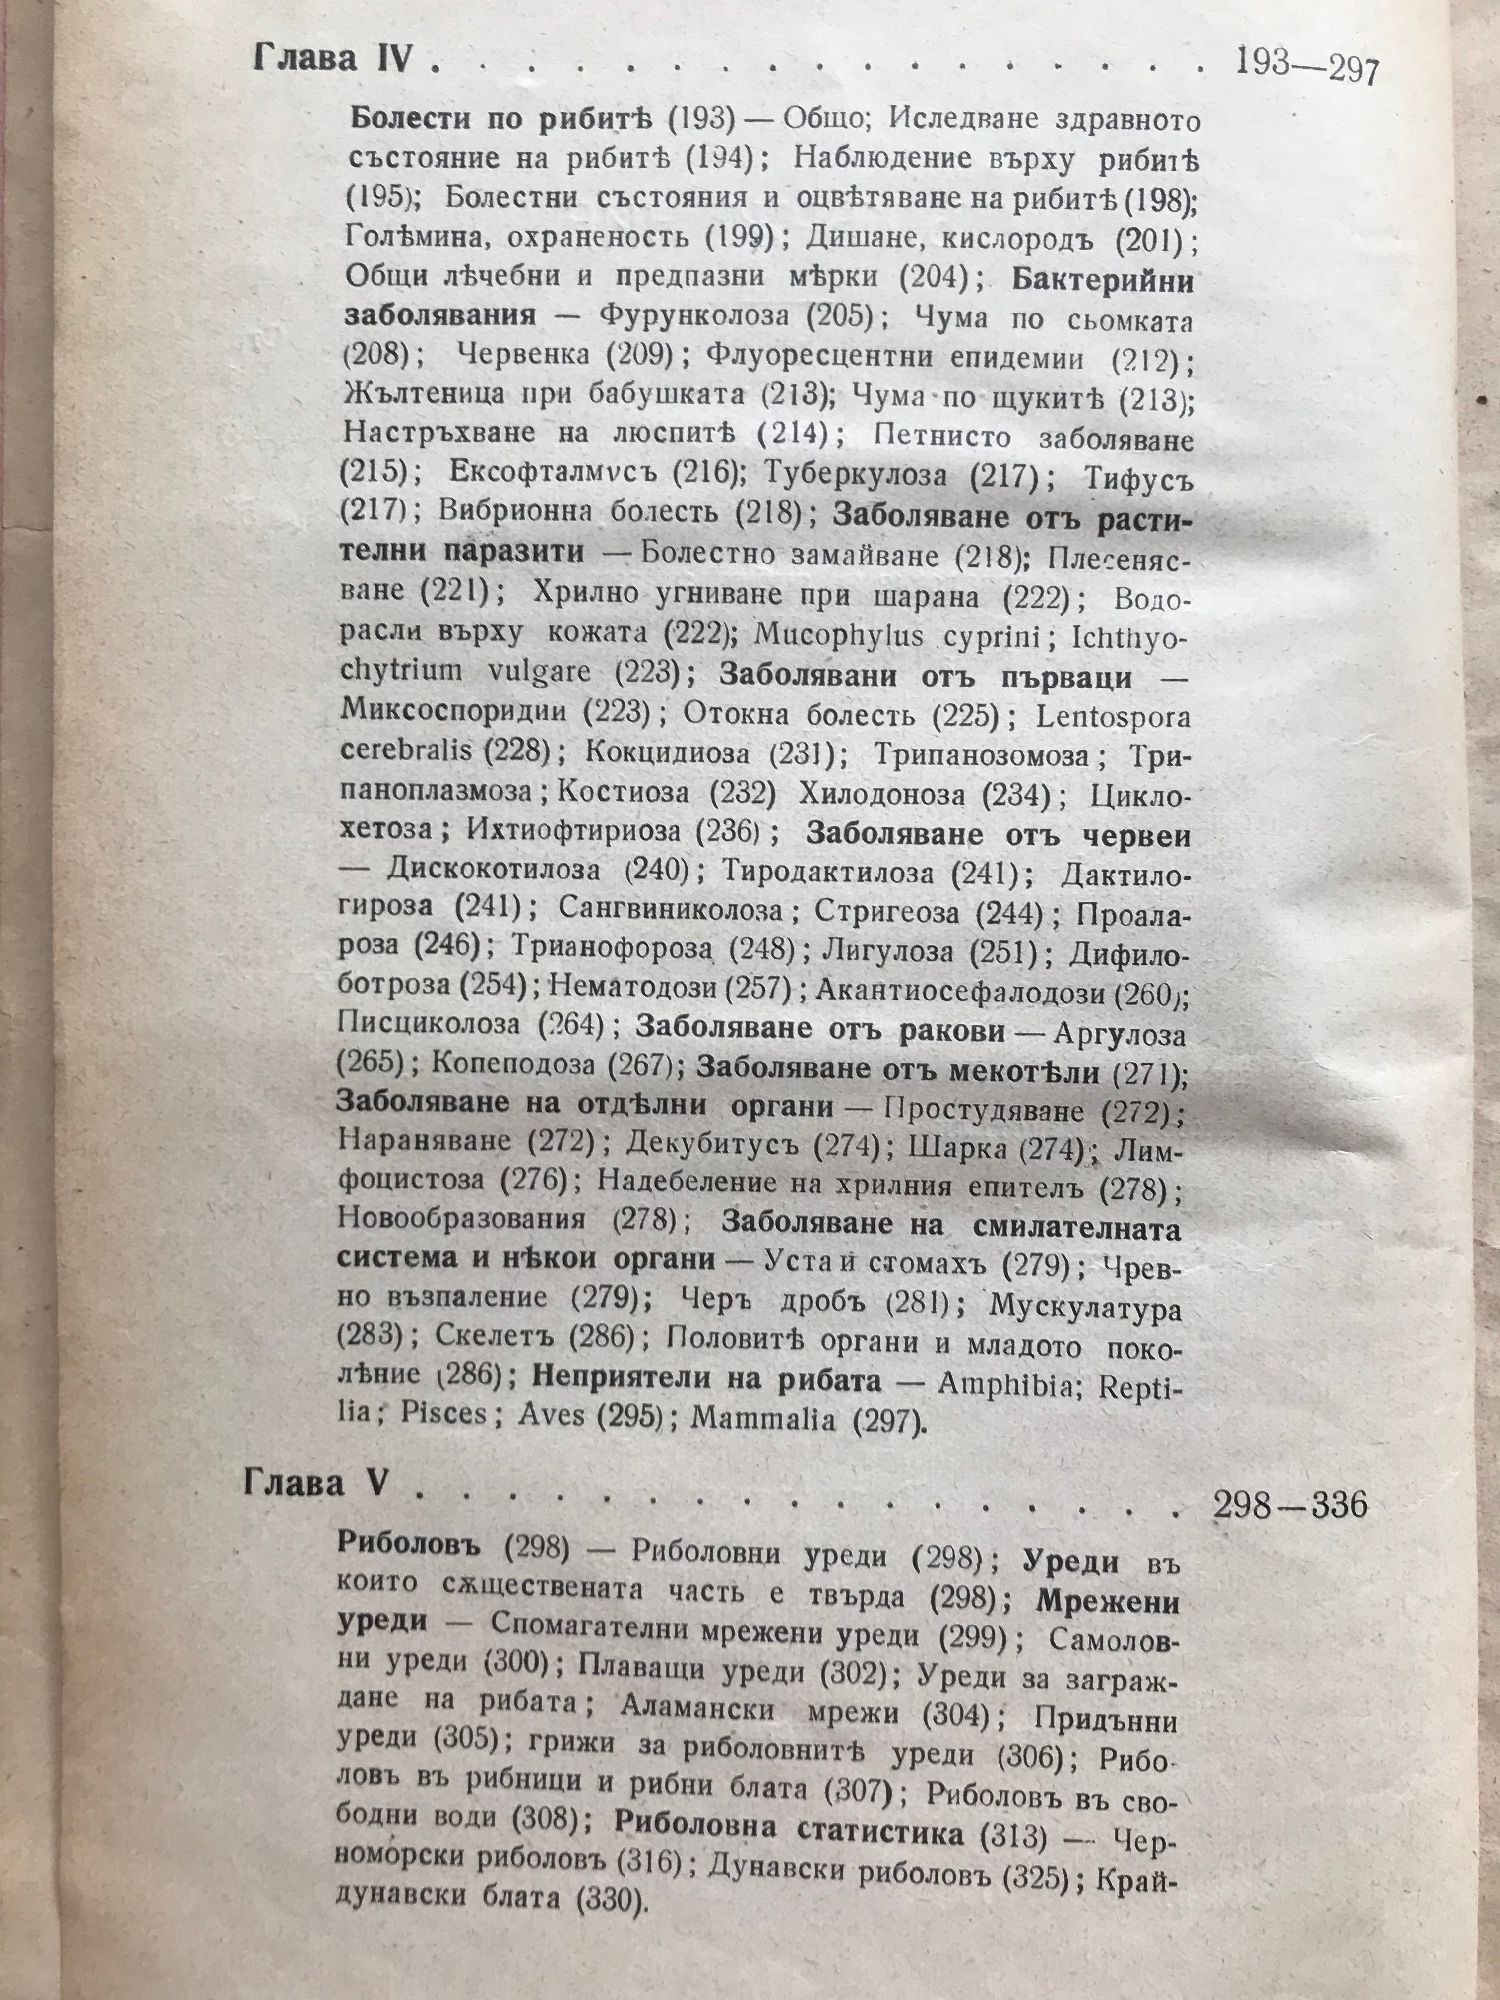 Глава IV . . . . . . . . . . . . . . . . . 193—297
Болести по рибитѣ (193) — Общо; Иследване здравното
състояние на рибитѣ (194); Наблюдение върху рибитѣ
(195); Болестни състояния и оцвѣтяване на рибитѣ (198);
Голѣмина, охраненость (199); Дишане, кислородъ (201);
Общи лѣчебни и предпазни мѣрки (204); Бактерийни
заболявания — Фурунколоза (205); Чума по сьомката
(208); Червенка (209); Флуоресцентни епидемии (212);
Жълтеница при бабушката (213); Чума по щукитѣ (213);
Настръхване на люспитѣ (214); Петнисто заболяване
(215); Ексофталмусъ (216); Туберкулоза (217); Тифусъ
(217); Вибрионна болесть (218); Заболяване отъ расти-
телни паразити — Болестно замайване (218); Плесеняс-
ване (221); Хрилно угниване при шарана (222); Водо-
расли върху кожата (222); Mucophylus cyprini; Ichthyo-
chytrium vulgare (223); Заболявани отъ първаци —
Миксоспоридии (223); Отокна болесть (225); Lentospora
cerebralis (228); Кокцидиоза (231); Трипанозомоза; Три-
паноплазмоза; Костиоза (232) Хилодоноза (234); Цикло-
хетоза; Ихтиофтириоза (236); Заболяване отъ червеи
— Дискокотилоза (240); Тиродактилоза (241); Дактило-
гироза (241); Сангвиниколоза; Стригеоза (244); Проала-
роза (246); Трианофороза (248); Лигулоза (251); Дифило-
ботроза (254); Нематодози (257); Акантиосефалодози (260);
Писциколоза (264); Заболяване отъ ракови — Аргулоза
(265); Копеподоза (267); Заболяване отъ мекотѣли (271);
Заболяване на отдѣлни органи — Простудяване (272);
Нараняване (272); Декубитусъ (274); Шарка (274); Лим-
фоцистоза (276); Надебеление на хрилния епителъ (278);
Новообразования (278); Заболяване на смилателната
система и нѣкои органи — Уста и стомахъ (279); Чрев-
но възпаление (279); Черъ дробъ (281); Мускулатура
(283); Скелетъ (286); Половитѣ органи и младото поко-
лѣние (286); Неприятели на рибата — Amphibia; Repti-
lia; Pisces; Aves (295); Mammalia (297).
Глава V . . . . . . . . . . . . . . . . . 298—336
Риболовъ (298) — Риболовни уреди (298); Уреди въ
които сѫществената часть е твърда (298); Мрежени
уреди — Спомагателни мрежени уреди (299); Самолов-
ни уреди (300); Плаващи уреди (302); Уреди за заграж-
дане на рибата; Аламански мрежи (304); Придънни
уреди (305); грижи за риболовнитѣ уреди (306); Рибо-
ловъ въ рибници и рибни блата (307); Риболовъ въ сво-
бодни води (308); Риболовна статистика (313) — Чер-
номорски риболовъ (316); Дунавски риболовъ (325); Край-
дунавски блата (330).